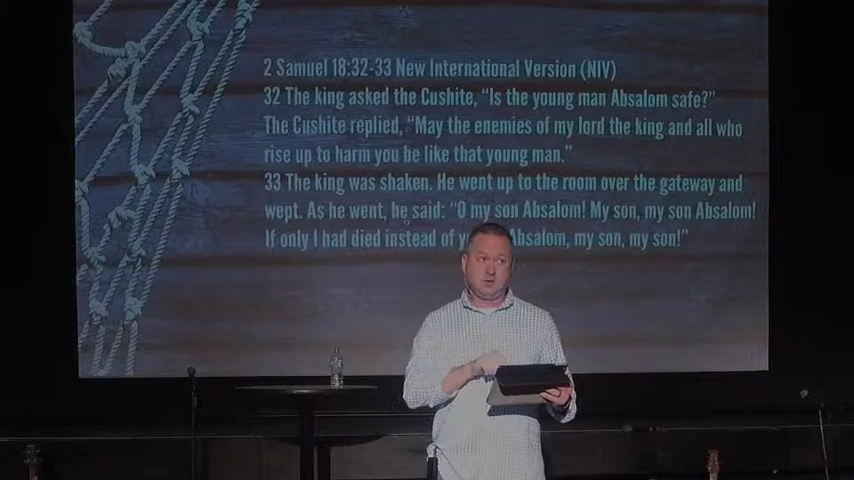 2 Samuel 18:32-33 New International Version (NIV)
32 The king asked the Cushite, “Is the young man Absalom safe?”
The Cushite replied, “May the enemies of my lord the king and all who
rise up to harm you be like that young man.”
33 The king was shaken. He went up to the room over the gateway and
wept. As he went, he said: “O my son Absalom! My son, my son Absalom!
If only I had died instead of Absalom, my son, my son!”